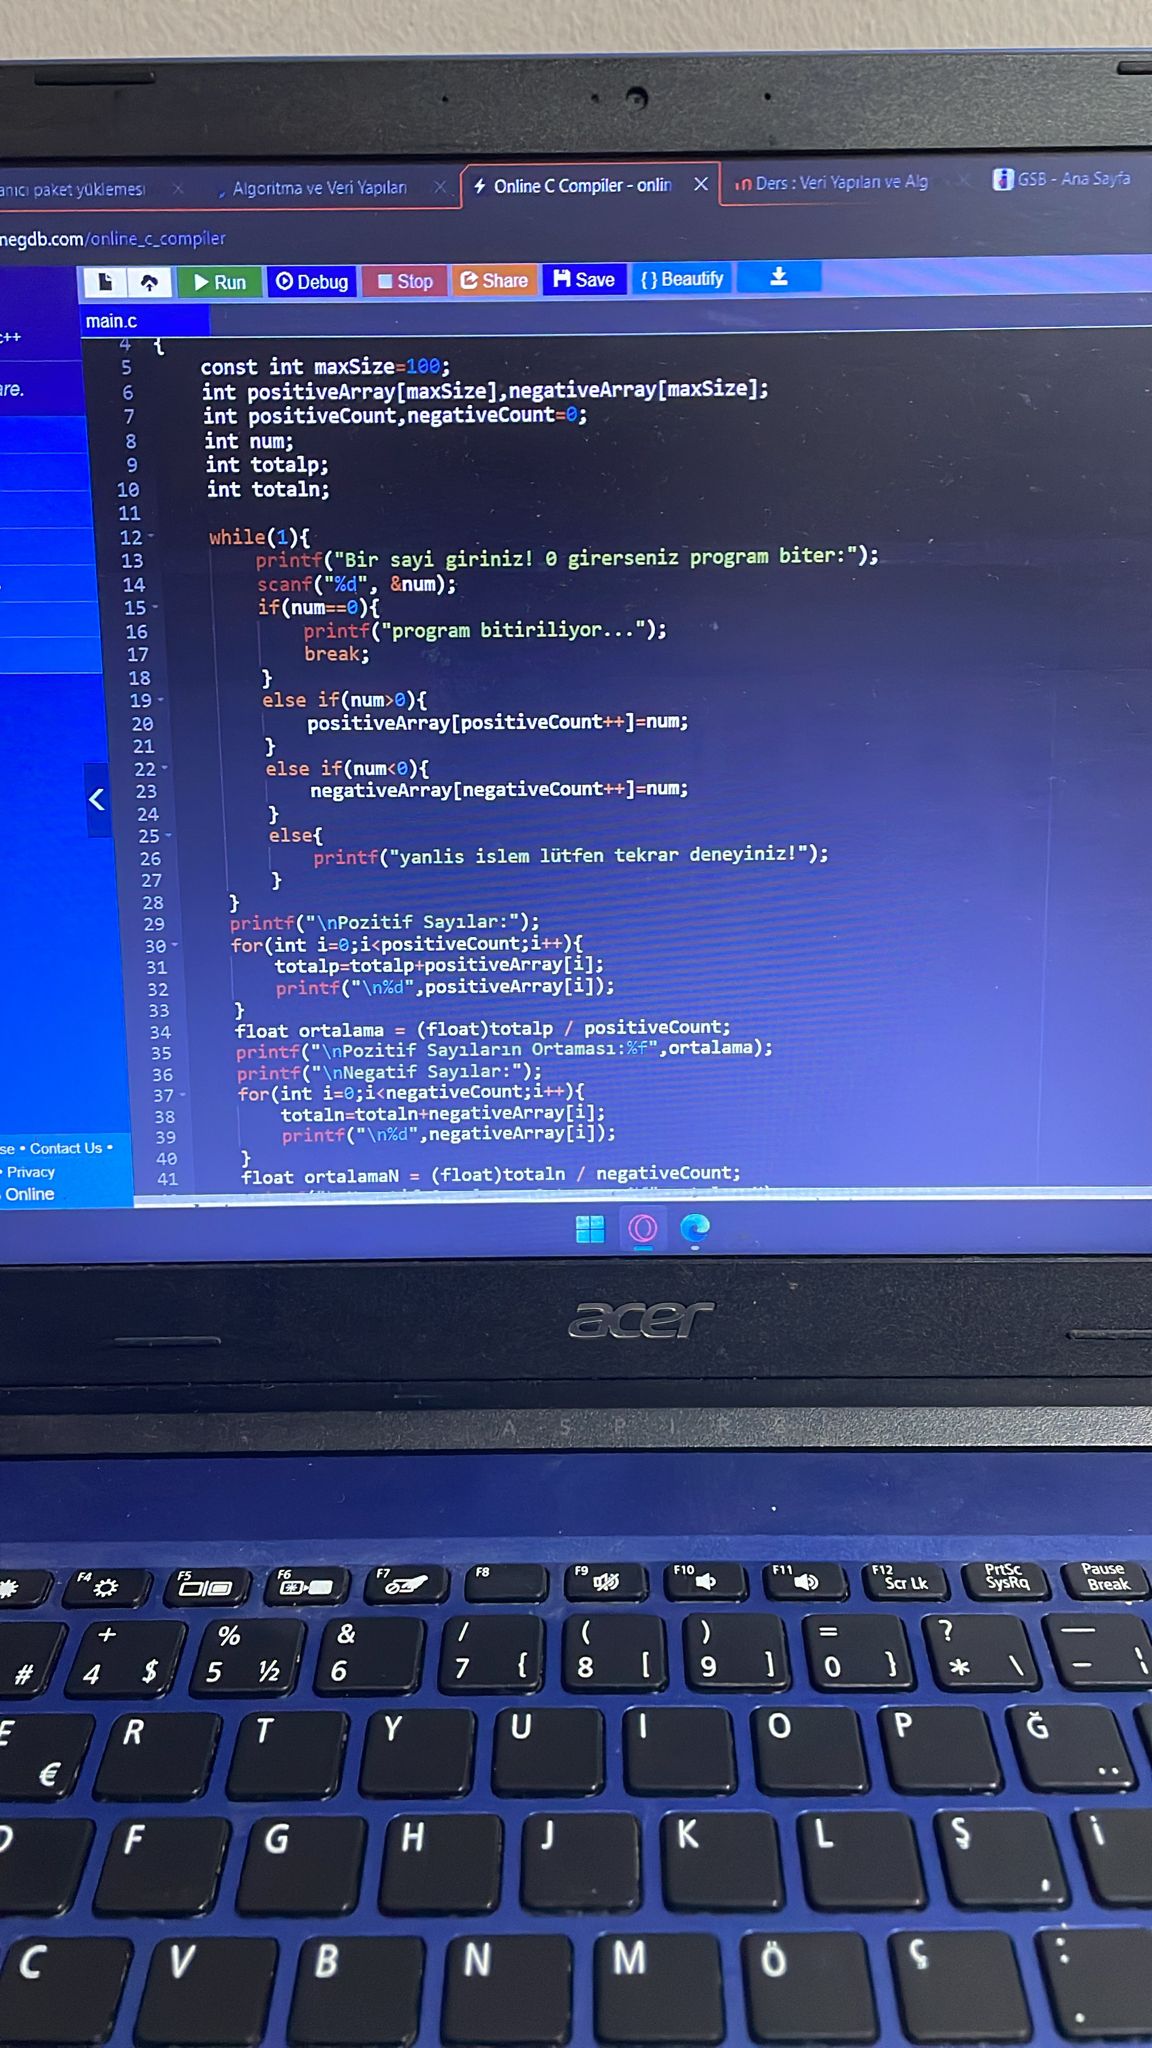 anıcı paket yüklemesi
Algoritma ve Veri Yapıları
Online C Compiler - onlin
Ders : Veri Yapıları ve Alg
GSB - Ana Sayfa
negdb.com/online_c_compiler
Run
Debug
Stop
Share
Save
{ } Beautify
main.c
c++
are.
4 {
5 const int maxSize=100;
6 int positiveArray[maxSize],negativeArray[maxSize];
7 int positiveCount,negativeCount=0;
8 int num;
9 int totalp;
10 int totaln;
11
12 while(1){
13 printf("Bir sayi giriniz! 0 girerseniz program biter:");
14 scanf("%d", &num);
15 if(num==0){
16 printf("program bitiriliyor...");
17 break;
18 }
19 else if(num>0){
20 positiveArray[positiveCount++]=num;
21 }
22 else if(num<0){
23 negativeArray[negativeCount++]=num;
24 }
25 else{
26 printf("yanlis islem lütfen tekrar deneyiniz!");
27 }
28 }
29 printf("\nPozitif Sayılar:");
30 for(int i=0;i<positiveCount;i++){
31 totalp=totalp+positiveArray[i];
32 printf("\n%d",positiveArray[i]);
33 }
34 float ortalama = (float)totalp / positiveCount;
35 printf("\nPozitif Sayıların Ortaması:%f",ortalama);
36 printf("\nNegatif Sayılar:");
37 for(int i=0;i<negativeCount;i++){
38 totaln=totaln+negativeArray[i];
39 printf("\n%d",negativeArray[i]);
40 }
41 float ortalamaN = (float)totaln / negativeCount;
se • Contact Us •
• Privacy
Online
acer
ASPIRE
F4 F5 F6 F7 F8 F9 F10 F11 F12 Scr Lk PrtSc SysRq Pause Break
# + 4 $ % 5 ½ & 6 / 7 { ( 8 [ ) 9 ] = 0 } ? * \ _ -
E € R T Y U I O P Ğ ¨
D F G H J K L Ş İ
C V B N M Ö Ç : .